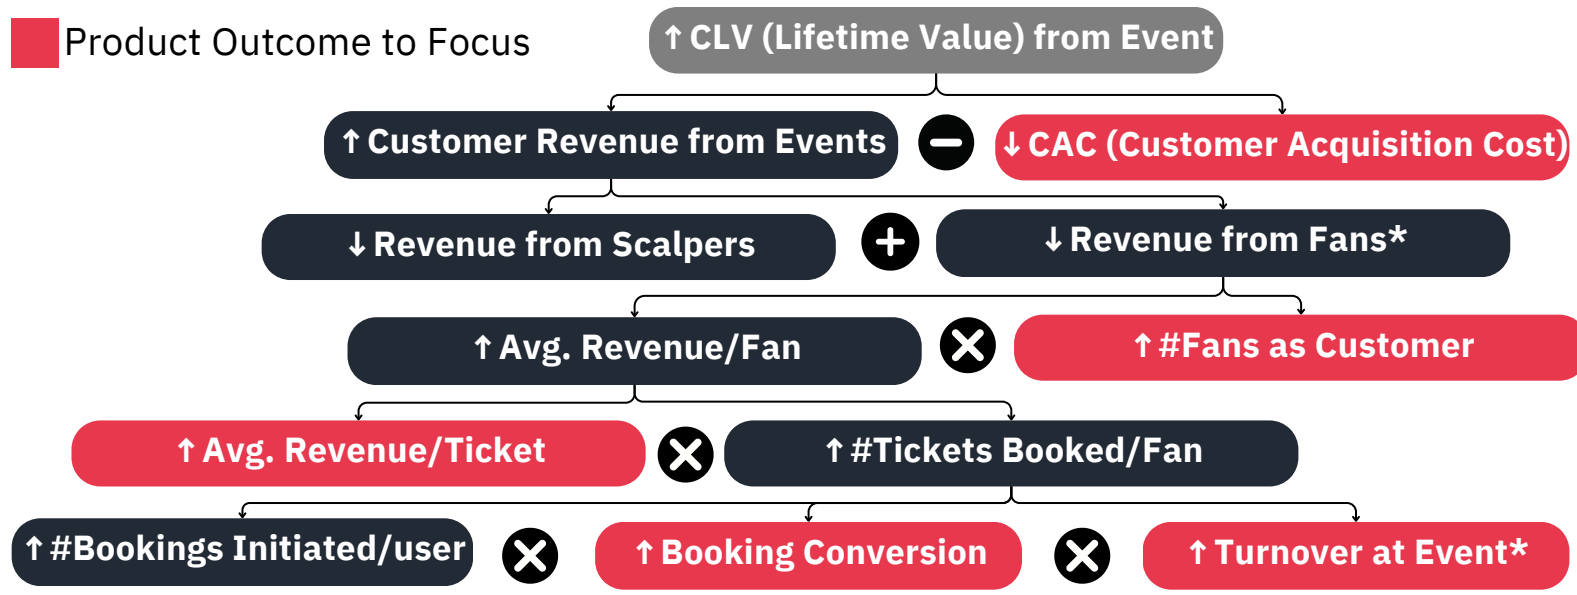 Product Outcome to Focus
↑ CLV (Lifetime Value) from Event
↑ Customer Revenue from Events
↓ CAC (Customer Acquisition Cost)
↓ Revenue from Scalpers
↓ Revenue from Fans*
↑ Avg. Revenue/Fan
↑ #Fans as Customer
↑ Avg. Revenue/Ticket
↑ #Tickets Booked/Fan
↑ #Bookings Initiated/user
↑ Booking Conversion
↑ Turnover at Event*